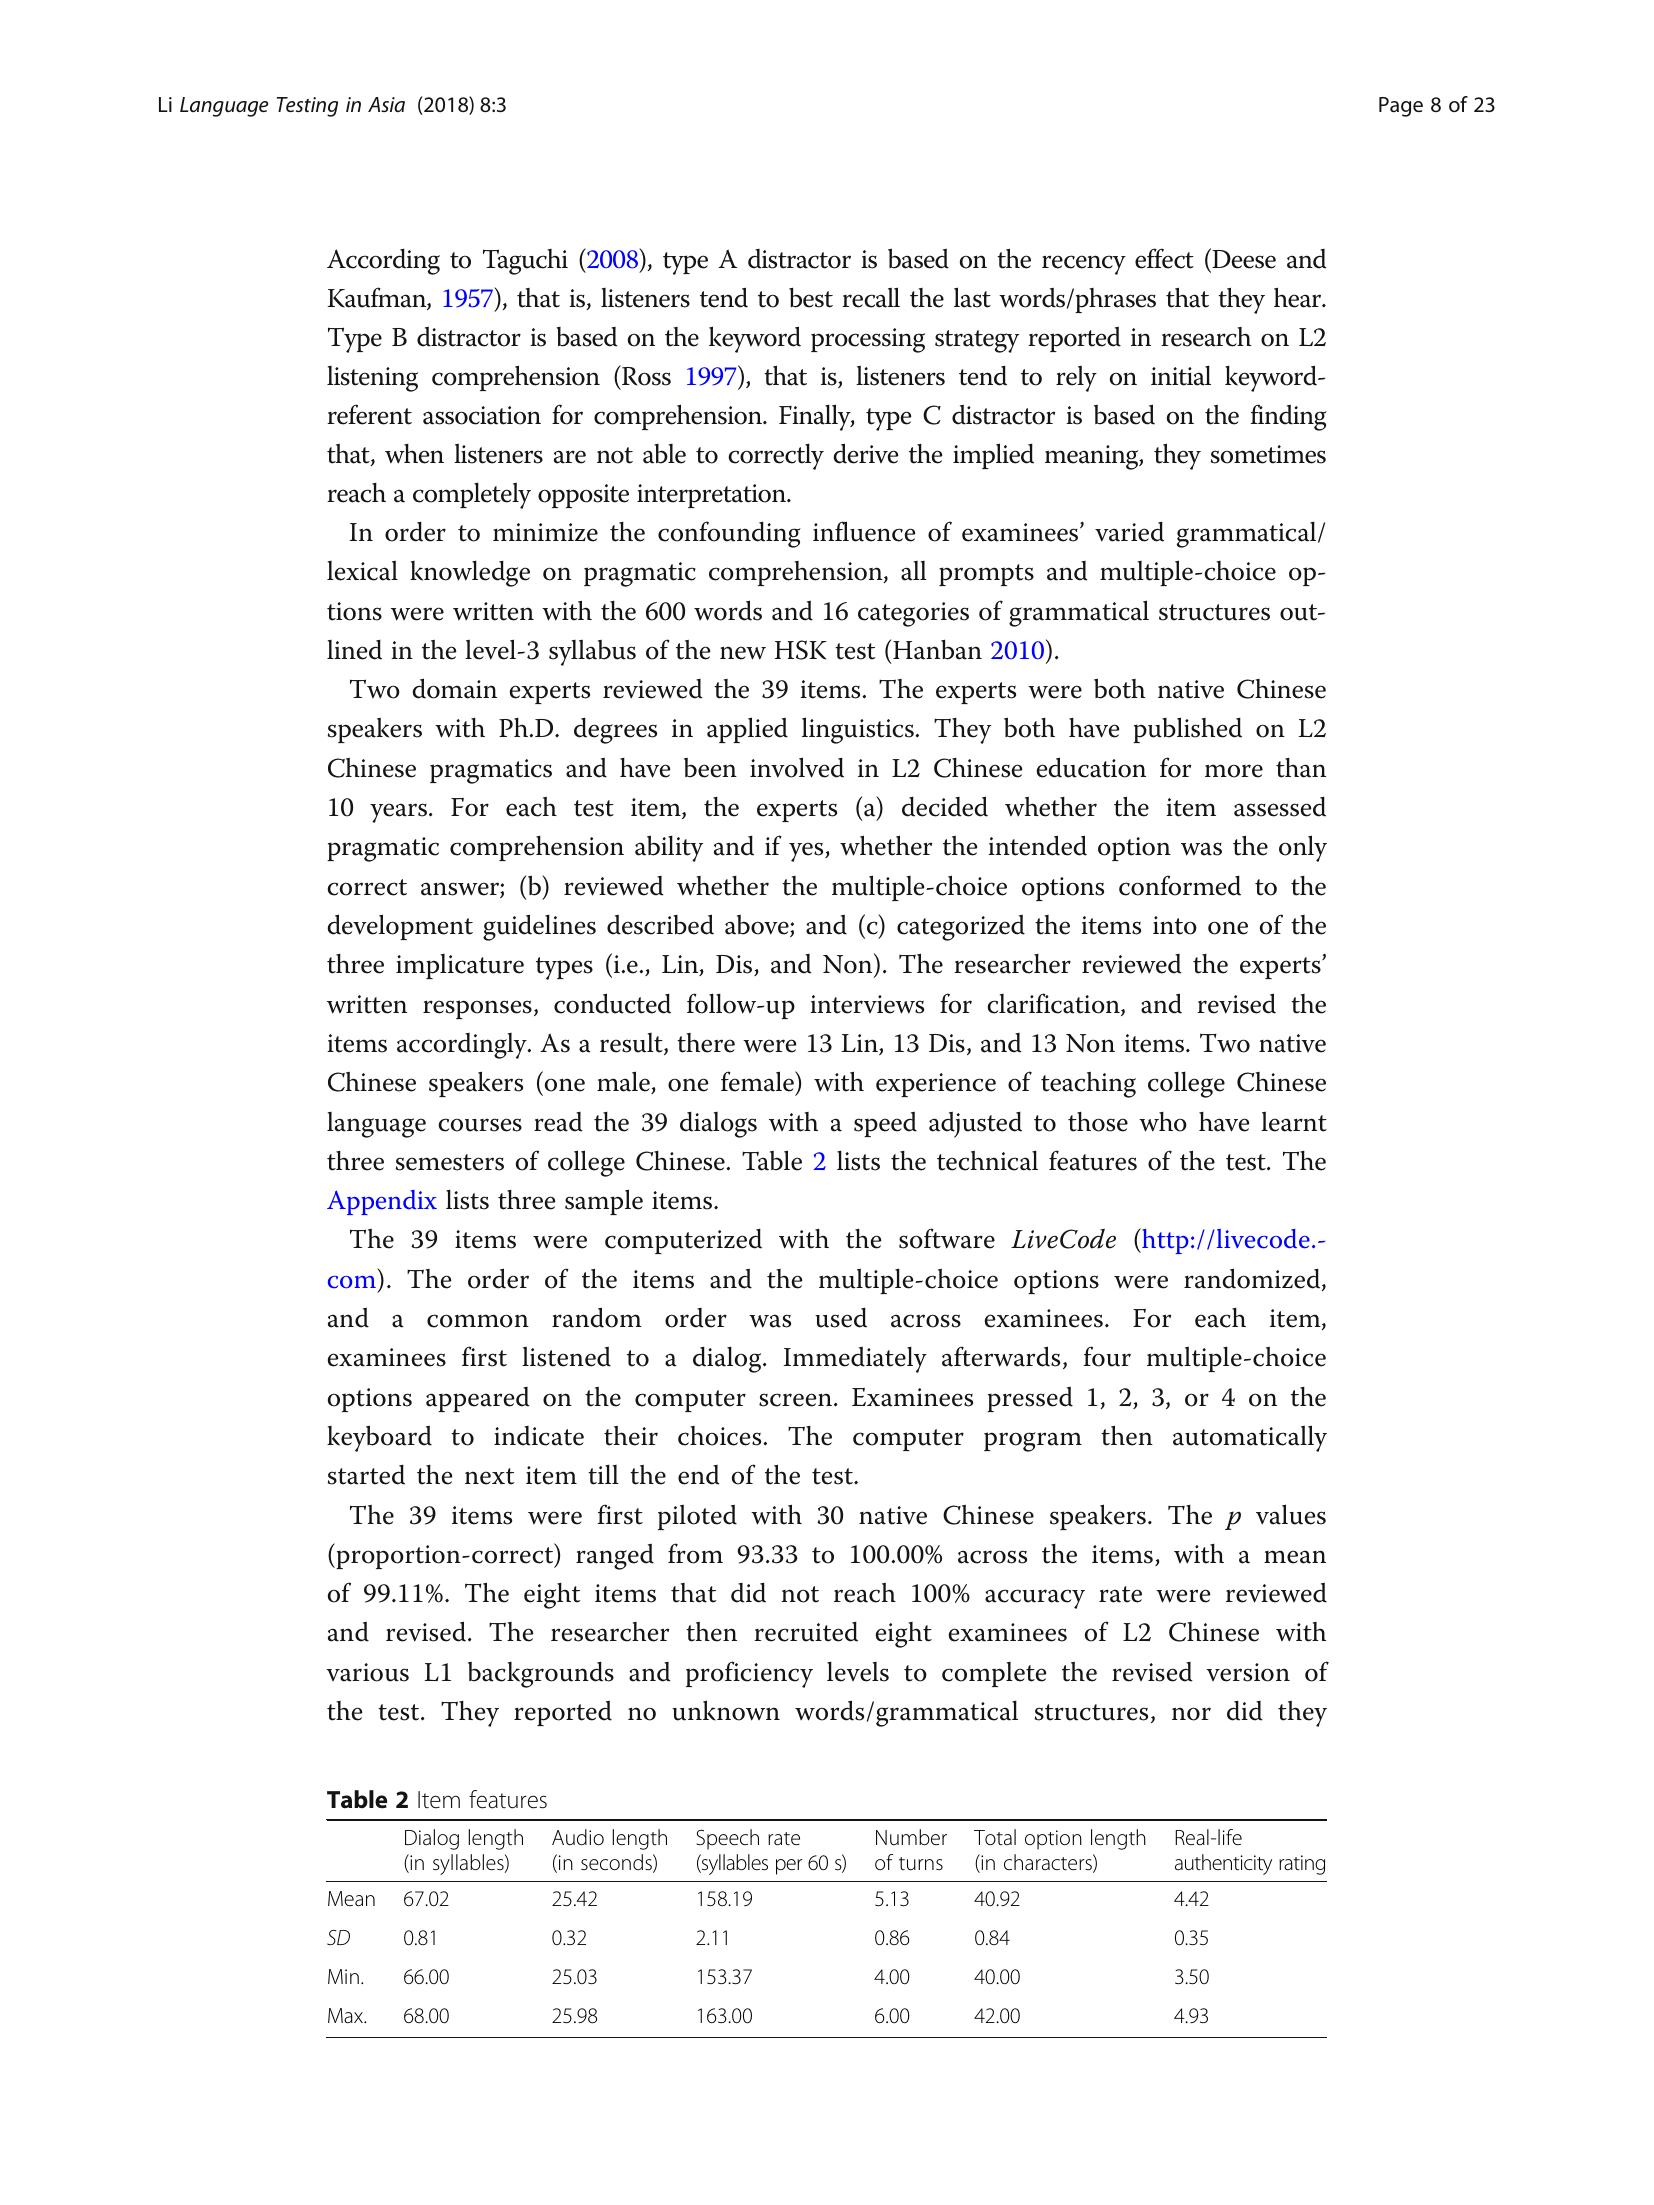 Li Language Testing in Asia (2018) 8:3
Page 8 of 23
According to Taguchi (2008), type A distractor is based on the recency effect (Deese and
Kaufman, 1957), that is, listeners tend to best recall the last words/phrases that they hear.
Type B distractor is based on the keyword processing strategy reported in research on L2
listening comprehension (Ross 1997), that is, listeners tend to rely on initial keyword-
referent association for comprehension. Finally, type C distractor is based on the finding
that, when listeners are not able to correctly derive the implied meaning, they sometimes
reach a completely opposite interpretation.
In order to minimize the confounding influence of examinees’ varied grammatical/
lexical knowledge on pragmatic comprehension, all prompts and multiple-choice op-
tions were written with the 600 words and 16 categories of grammatical structures out-
lined in the level-3 syllabus of the new HSK test (Hanban 2010).
Two domain experts reviewed the 39 items. The experts were both native Chinese
speakers with Ph.D. degrees in applied linguistics. They both have published on L2
Chinese pragmatics and have been involved in L2 Chinese education for more than
10 years. For each test item, the experts (a) decided whether the item assessed
pragmatic comprehension ability and if yes, whether the intended option was the only
correct answer; (b) reviewed whether the multiple-choice options conformed to the
development guidelines described above; and (c) categorized the items into one of the
three implicature types (i.e., Lin, Dis, and Non). The researcher reviewed the experts’
written responses, conducted follow-up interviews for clarification, and revised the
items accordingly. As a result, there were 13 Lin, 13 Dis, and 13 Non items. Two native
Chinese speakers (one male, one female) with experience of teaching college Chinese
language courses read the 39 dialogs with a speed adjusted to those who have learnt
three semesters of college Chinese. Table 2 lists the technical features of the test. The
Appendix lists three sample items.
The 39 items were computerized with the software LiveCode (http://livecode.-
com). The order of the items and the multiple-choice options were randomized,
and a common random order was used across examinees. For each item,
examinees first listened to a dialog. Immediately afterwards, four multiple-choice
options appeared on the computer screen. Examinees pressed 1, 2, 3, or 4 on the
keyboard to indicate their choices. The computer program then automatically
started the next item till the end of the test.
The 39 items were first piloted with 30 native Chinese speakers. The p values
(proportion-correct) ranged from 93.33 to 100.00% across the items, with a mean
of 99.11%. The eight items that did not reach 100% accuracy rate were reviewed
and revised. The researcher then recruited eight examinees of L2 Chinese with
various L1 backgrounds and proficiency levels to complete the revised version of
the test. They reported no unknown words/grammatical structures, nor did they
Table 2 Item features
Dialog length Audio length Speech rate Number Total option length Real-life
(in syllables) (in seconds) (syllables per 60 s) of turns (in characters) authenticity rating
Mean 67.02 25.42 158.19 5.13 40.92 4.42
SD 0.81 0.32 2.11 0.86 0.84 0.35
Min. 66.00 25.03 153.37 4.00 40.00 3.50
Max. 68.00 25.98 163.00 6.00 42.00 4.93